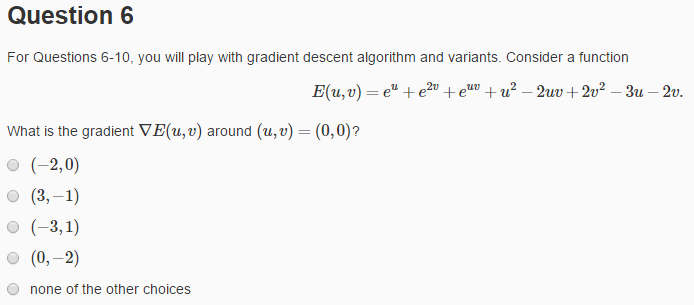 Question 6
For Questions 6-10, you will play with gradient descent algorithm and variants. Consider a function
E(u,v) = e^u + e^{2v} + e^{uv} + u^2 − 2uv + 2v^2 − 3u − 2v.
What is the gradient ∇E(u,v) around (u,v) = (0,0)?
(−2,0)
(3,−1)
(−3,1)
(0,−2)
none of the other choices